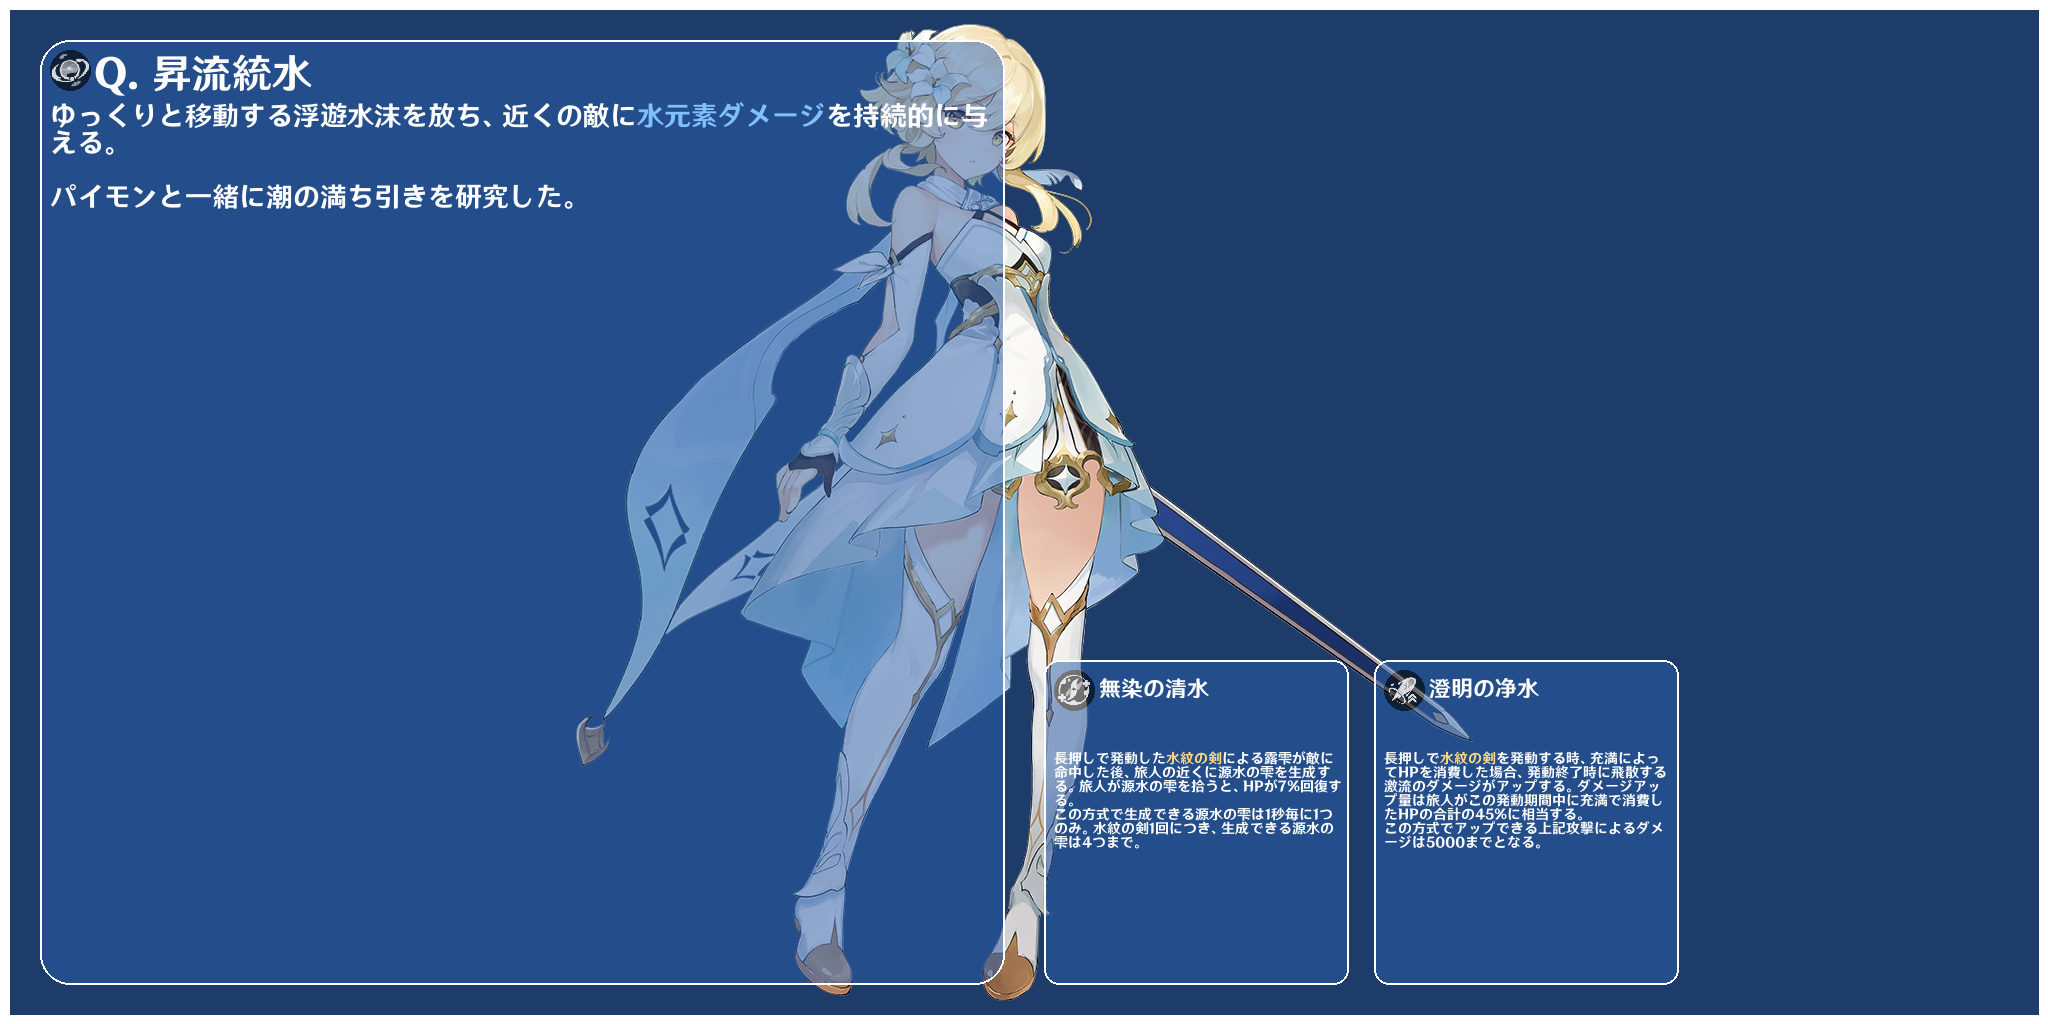 Q. 昇流統水
ゆっくりと移動する浮遊水沫を放ち、近くの敵に水元素ダメージを持続的に与
える。
パイモンと一緒に潮の満ち引きを研究した。
無染の清水
長押しで発動した水紋の剣による露雫が敵に
命中した後、旅人の近くに源水の雫を生成す
る。旅人が源水の雫を拾うと、HPが7%回復す
る。
この方式で生成できる源水の雫は1秒毎に1つ
のみ。水紋の剣1回につき、生成できる源水の
雫は4つまで。
澄明の净水
長押しで水紋の剣を発動する時、充満によっ
てHPを消費した場合、発動終了時に飛散する
激流のダメージがアップする。ダメージアッ
プ量は旅人がこの発動期間中に充満で消費し
たHPの合計の45%に相当する。
この方式でアップできる上記攻撃によるダメ
ージは5000までとなる。